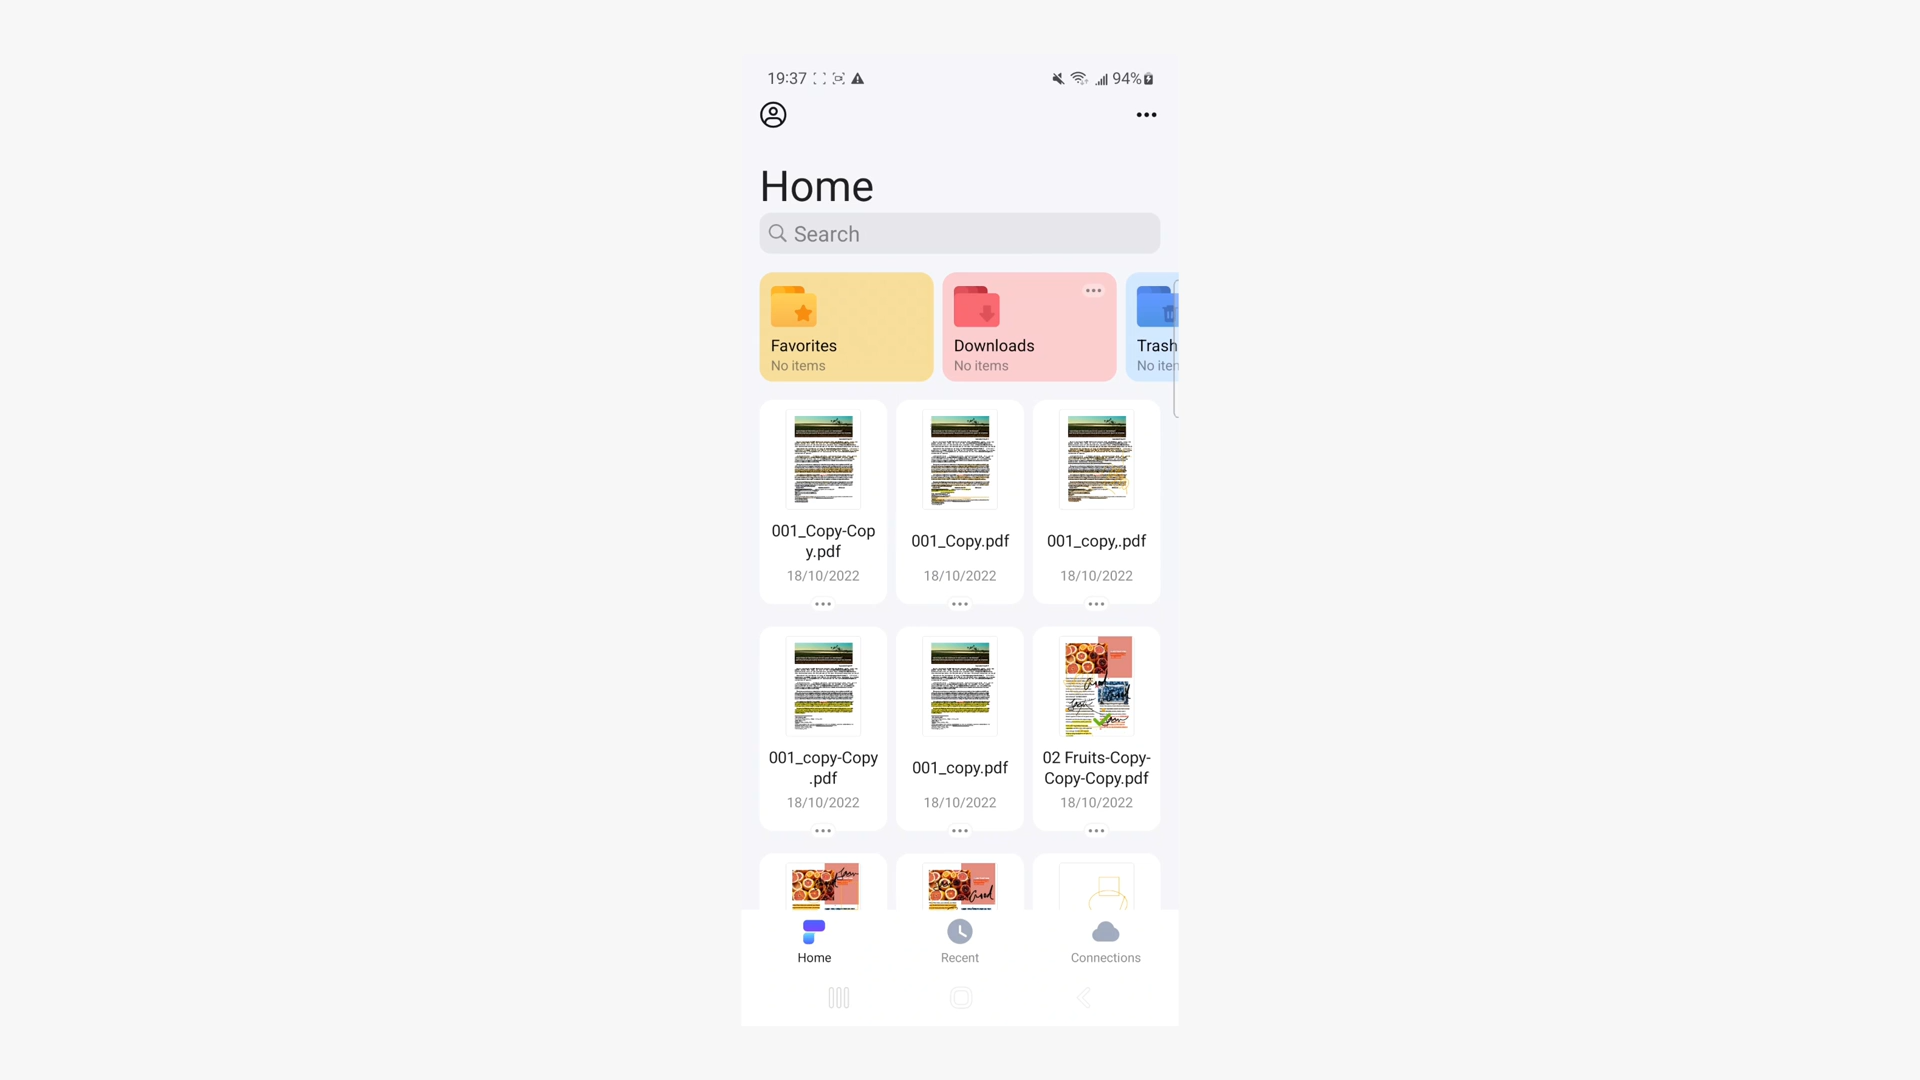 19:37
94%
Home
Search
Favorites
No items
Downloads
No items
Trash
No iten
001_Copy-Cop
y.pdf
18/10/2022
001_Copy.pdf
18/10/2022
001_copy,.pdf
18/10/2022
001_copy-Copy
.pdf
18/10/2022
001_copy.pdf
18/10/2022
02 Fruits-Copy-
Copy-Copy.pdf
18/10/2022
Home
Recent
Connections